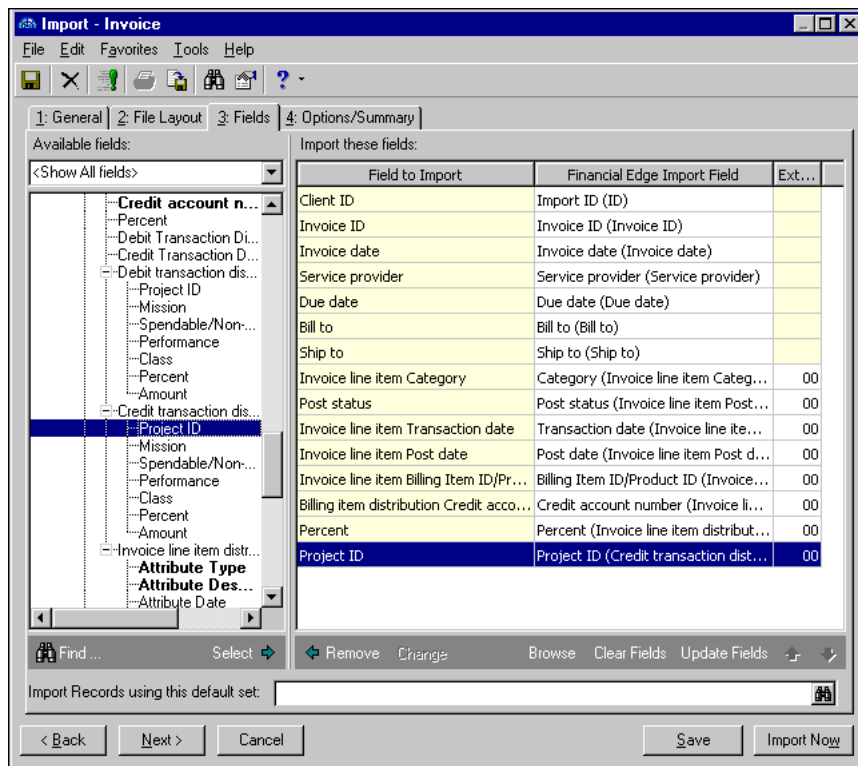 Import - Invoice
File Edit Favorites Tools Help
?
1: General 2: File Layout 3: Fields 4: Options/Summary
Available fields:
<Show All fields>
Credit account n...
Percent
Debit Transaction Di...
Credit Transaction D...
Debit transaction dis...
Project ID
Mission
Spendable/Non-...
Performance
Class
Percent
Amount
Credit transaction dis...
Project ID
Mission
Spendable/Non-...
Performance
Class
Percent
Amount
Invoice line item distr...
Attribute Type
Attribute Des...
Attribute Date
Find ... Select
Import these fields:
Field to Import Financial Edge Import Field Ext...
Client ID Import ID (ID)
Invoice ID Invoice ID (Invoice ID)
Invoice date Invoice date (Invoice date)
Service provider Service provider (Service provider)
Due date Due date (Due date)
Bill to Bill to (Bill to)
Ship to Ship to (Ship to)
Invoice line item Category Category (Invoice line item Categ... 00
Post status Post status (Invoice line item Post... 00
Invoice line item Transaction date Transaction date (Invoice line ite... 00
Invoice line item Post date Post date (Invoice line item Post d... 00
Invoice line item Billing Item ID/Pr... Billing Item ID/Product ID (Invoice... 00
Billing item distribution Credit acco... Credit account number (Invoice li... 00
Percent Percent (Invoice line item distribut... 00
Project ID Project ID (Credit transaction dist... 00
Remove Change Browse Clear Fields Update Fields
Import Records using this default set:
< Back Next > Cancel Save Import Now